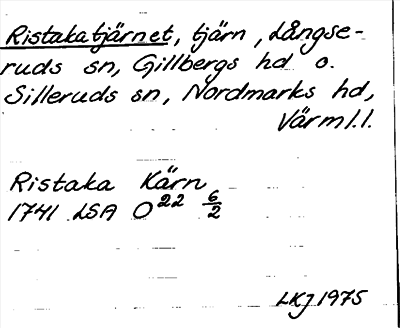 Ristakatjärnet, tjärn, Långse-
ruds sn, Gillbergs hd o.
Silleruds sn, Nordmarks hd,
Värml.l.
Ristaka Kärn
1741 LSA O²² 6/2
LKJ 1975